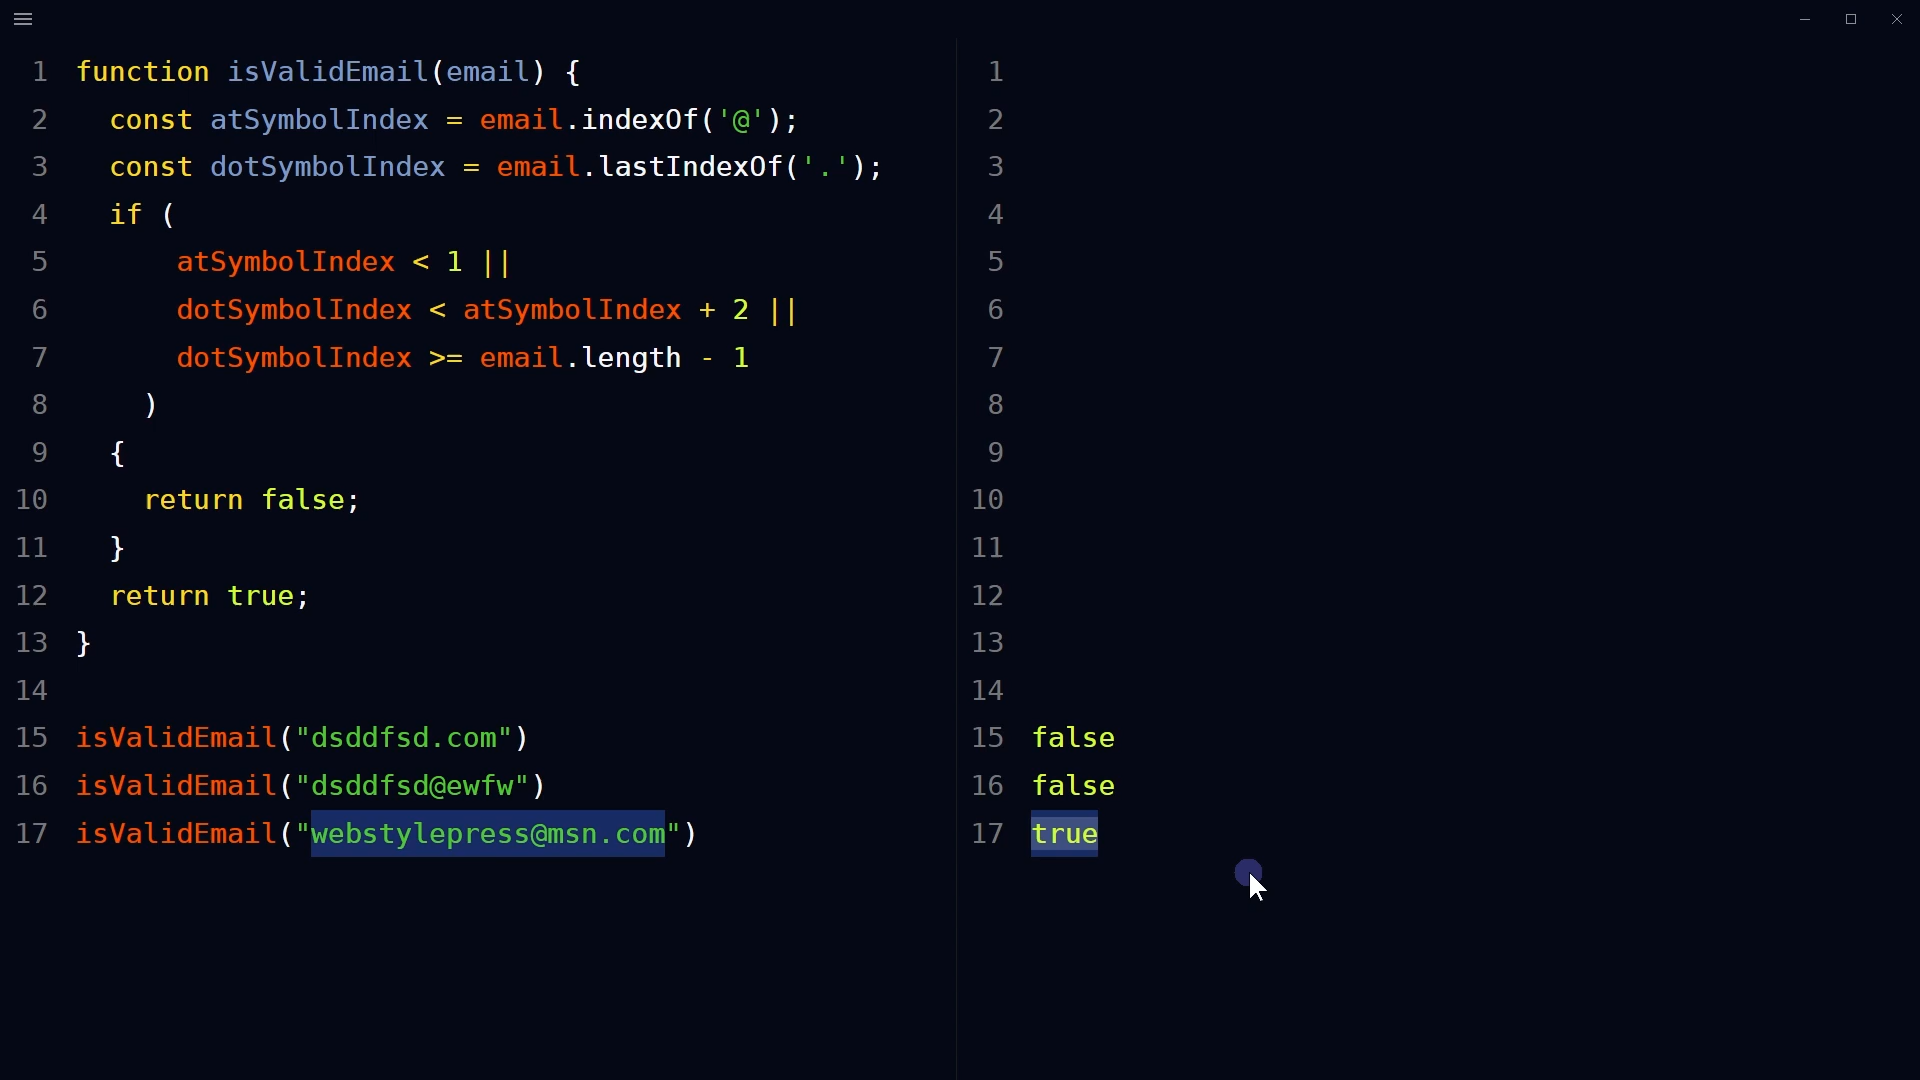 1 function isValidEmail(email) {
2   const atSymbolIndex = email.indexOf('@');
3   const dotSymbolIndex = email.lastIndexOf('.');
4   if (
5       atSymbolIndex < 1 ||
6       dotSymbolIndex < atSymbolIndex + 2 ||
7       dotSymbolIndex >= email.length - 1
8     )
9   {
10     return false;
11   }
12   return true;
13 }
14
15 isValidEmail("dsddfsd.com")
16 isValidEmail("dsddfsd@ewfw")
17 isValidEmail("webstylepress@msn.com")
1
2
3
4
5
6
7
8
9
10
11
12
13
14
15 false
16 false
17 true